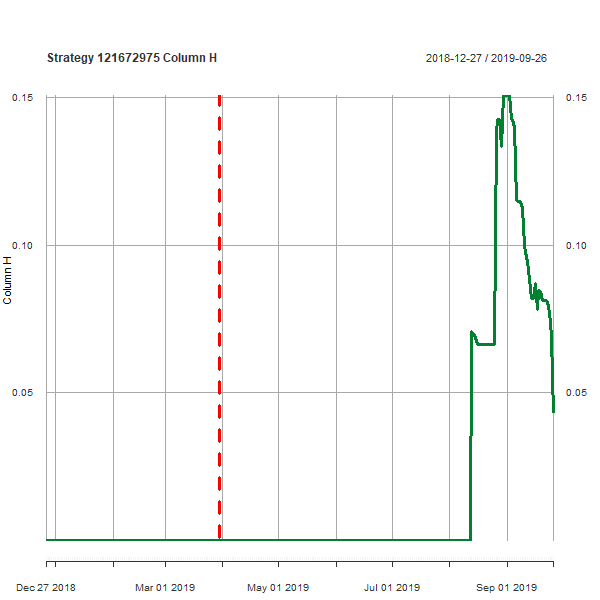 Strategy 121672975 Column H
2018-12-27 / 2019-09-26
0.15
0.15
0.10
0.10
Column H
0.05
0.05
Dec 27 2018
Mar 01 2019
May 01 2019
Jul 01 2019
Sep 01 2019